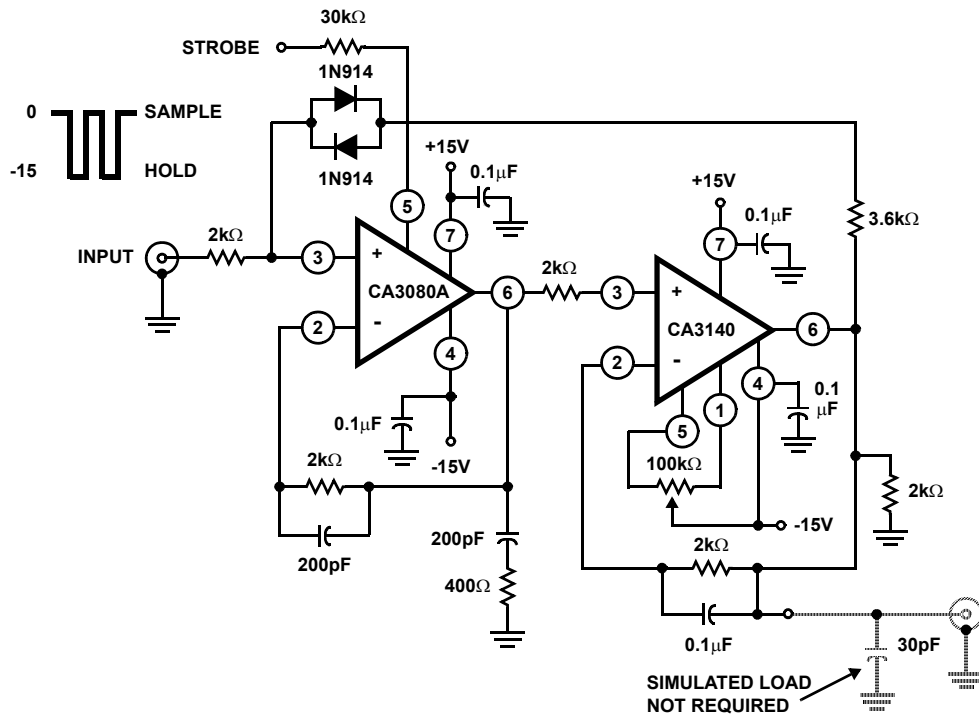 30kΩ
STROBE
1N914
0
SAMPLE
-15
HOLD
1N914
+15V
0.1μF
5
7
+15V
0.1μF
7
3.6kΩ
INPUT
2kΩ
3
+
CA3080A
6
2kΩ
3
+
CA3140
6
2
-
4
2
-
4
0.1
μF
5
1
0.1μF
-15V
100kΩ
2kΩ
-15V
2kΩ
200pF
200pF
400Ω
2kΩ
0.1μF
30pF
SIMULATED LOAD
NOT REQUIRED